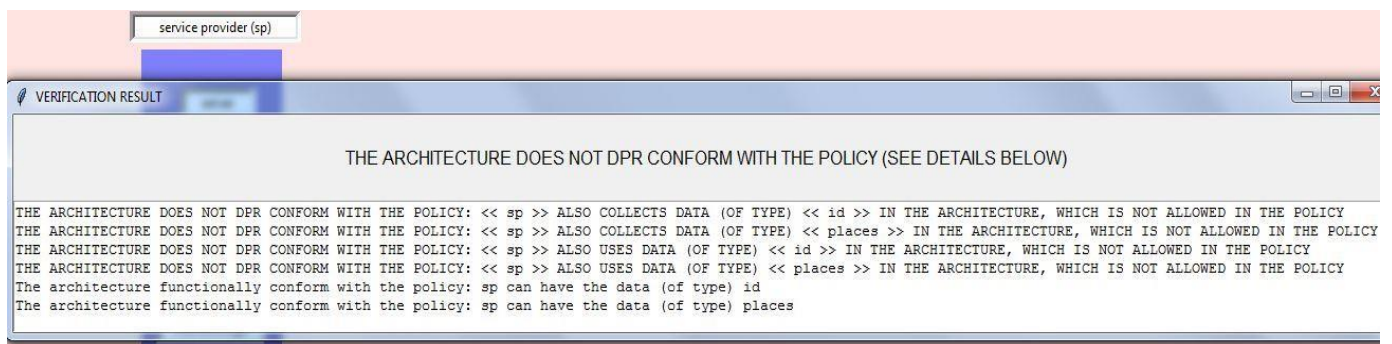 service provider (sp)
VERIFICATION RESULT
THE ARCHITECTURE DOES NOT DPR CONFORM WITH THE POLICY (SEE DETAILS BELOW)
THE ARCHITECTURE DOES NOT DPR CONFORM WITH THE POLICY: << sp >> ALSO COLLECTS DATA (OF TYPE) << id >> IN THE ARCHITECTURE, WHICH IS NOT ALLOWED IN THE POLICY
THE ARCHITECTURE DOES NOT DPR CONFORM WITH THE POLICY: << sp >> ALSO COLLECTS DATA (OF TYPE) << places >> IN THE ARCHITECTURE, WHICH IS NOT ALLOWED IN THE POLICY
THE ARCHITECTURE DOES NOT DPR CONFORM WITH THE POLICY: << sp >> ALSO USES DATA (OF TYPE) << id >> IN THE ARCHITECTURE, WHICH IS NOT ALLOWED IN THE POLICY
THE ARCHITECTURE DOES NOT DPR CONFORM WITH THE POLICY: << sp >> ALSO USES DATA (OF TYPE) << places >> IN THE ARCHITECTURE, WHICH IS NOT ALLOWED IN THE POLICY
The architecture functionally conform with the policy: sp can have the data (of type) id
The architecture functionally conform with the policy: sp can have the data (of type) places